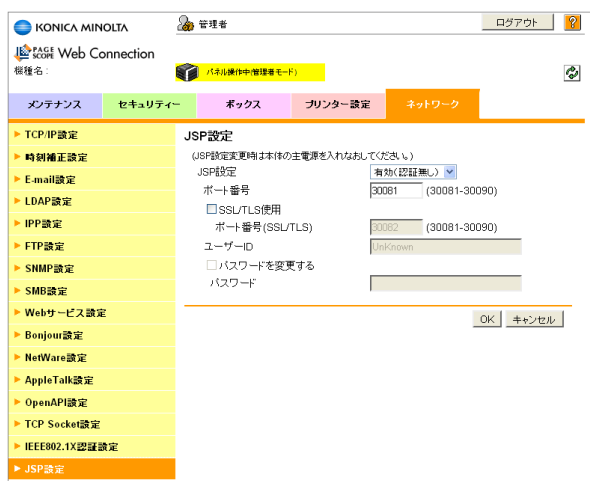 KONICA MINOLTA
管理者
ログアウト
?
PAGE SCOPE Web Connection
機種名:
パネル操作中(管理者モード)
メンテナンス
セキュリティー
ボックス
プリンター設定
ネットワーク
TCP/IP設定
時刻補正設定
E-mail設定
LDAP設定
IPP設定
FTP設定
SNMP設定
SMB設定
Webサービス設定
Bonjour設定
NetWare設定
AppleTalk設定
OpenAPI設定
TCP Socket設定
IEEE802.1X認証設定
JSP設定
JSP設定
(JSP設定変更時は本体の主電源を入れなおしてください。)
JSP設定 有効(認証無し)
ポート番号 30081 (30081-30090)
SSL/TLS使用
ポート番号(SSL/TLS) 30082 (30081-30090)
ユーザーID UnKnown
パスワードを変更する
パスワード
OK キャンセル